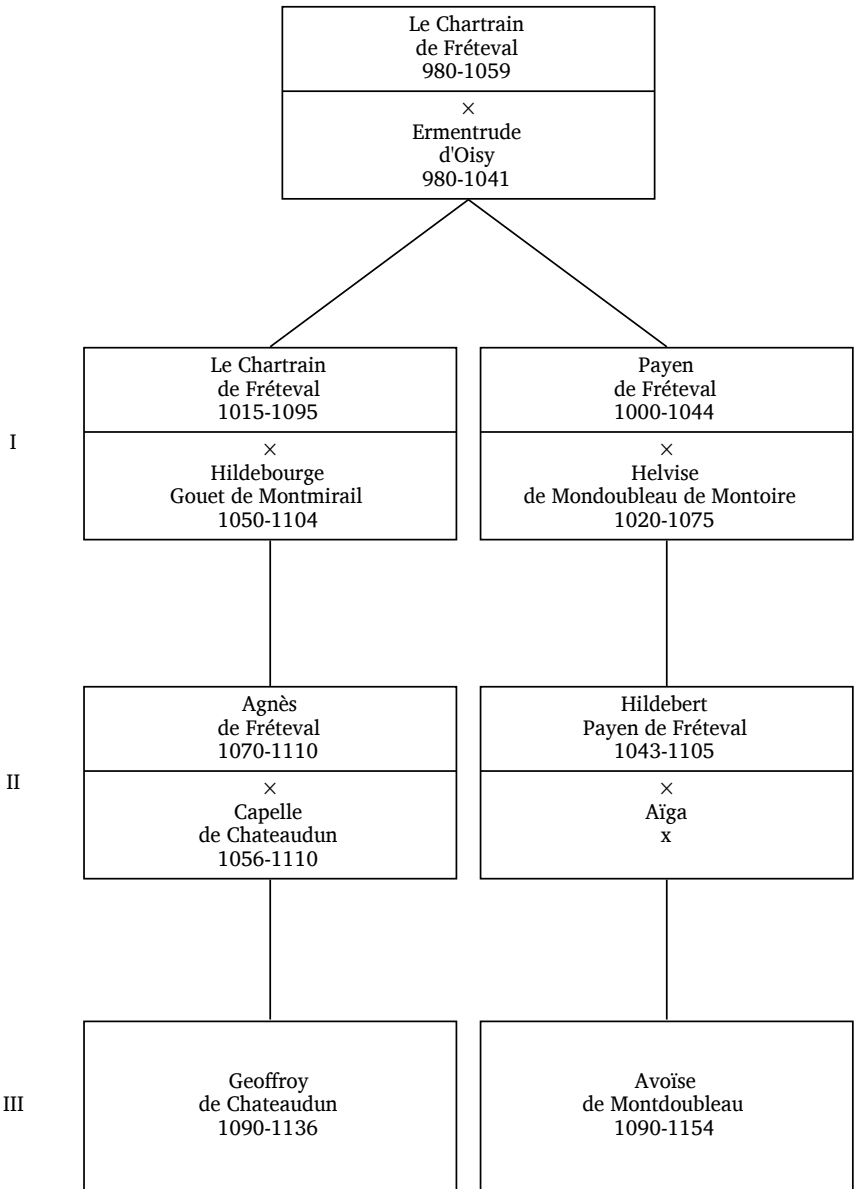 Le Chartrain
de Fréteval
980-1059
×
Ermentrude
d'Oisy
980-1041
I
Le Chartrain
de Fréteval
1015-1095
×
Hildebourge
Gouet de Montmirail
1050-1104
Payen
de Fréteval
1000-1044
×
Helvise
de Mondoubleau de Montoire
1020-1075
II
Agnès
de Fréteval
1070-1110
×
Capelle
de Chateaudun
1056-1110
Hildebert
Payen de Fréteval
1043-1105
×
Aïga
x
III
Geoffroy
de Chateaudun
1090-1136
Avoïse
de Montdoubleau
1090-1154